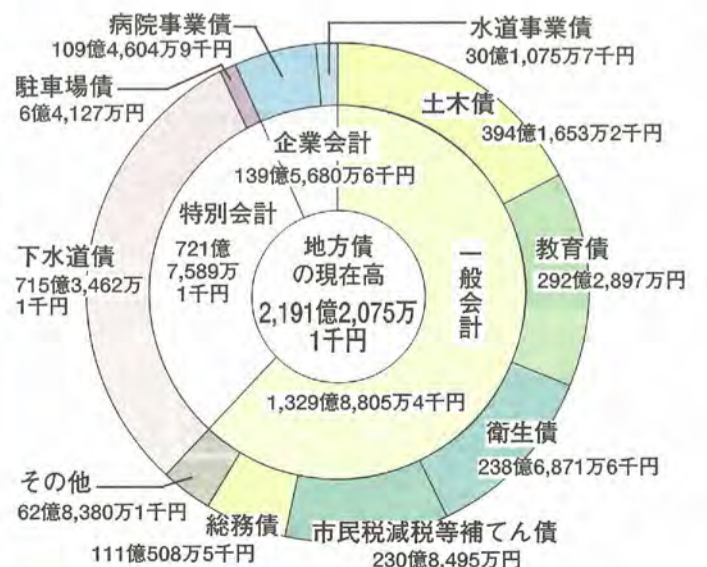 病院事業債
109億4,604万9千円
水道事業債
30億1,075万7千円
駐車場債
6億4,127万円
土木債
394億1,653万2千円
企業会計
139億5,680万6千円
特別会計
721億
7,589万
1千円
下水道債
715億3,462万
1千円
地方債
の現在高
2,191億2,075万
1千円
一般会計
1,329億8,805万4千円
教育債
292億2,897万円
衛生債
238億6,871万6千円
市民税減税等補てん債
230億8,495万円
総務債
111億508万5千円
その他
62億8,380万1千円